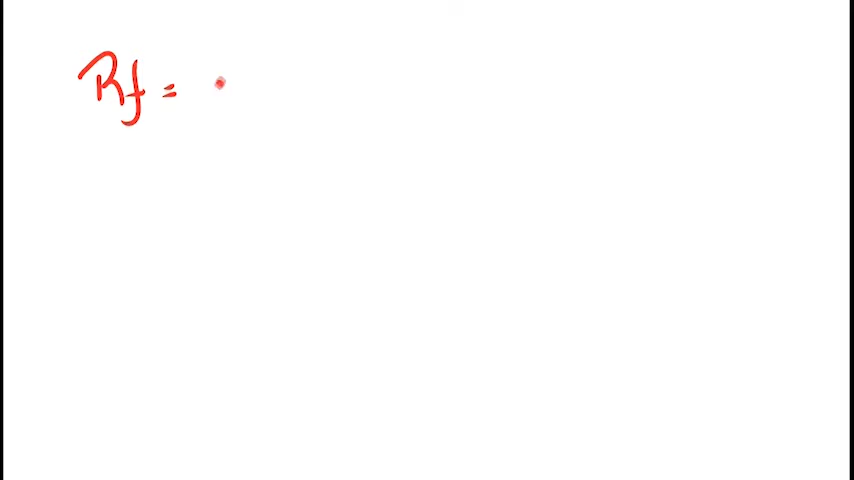 Rf =